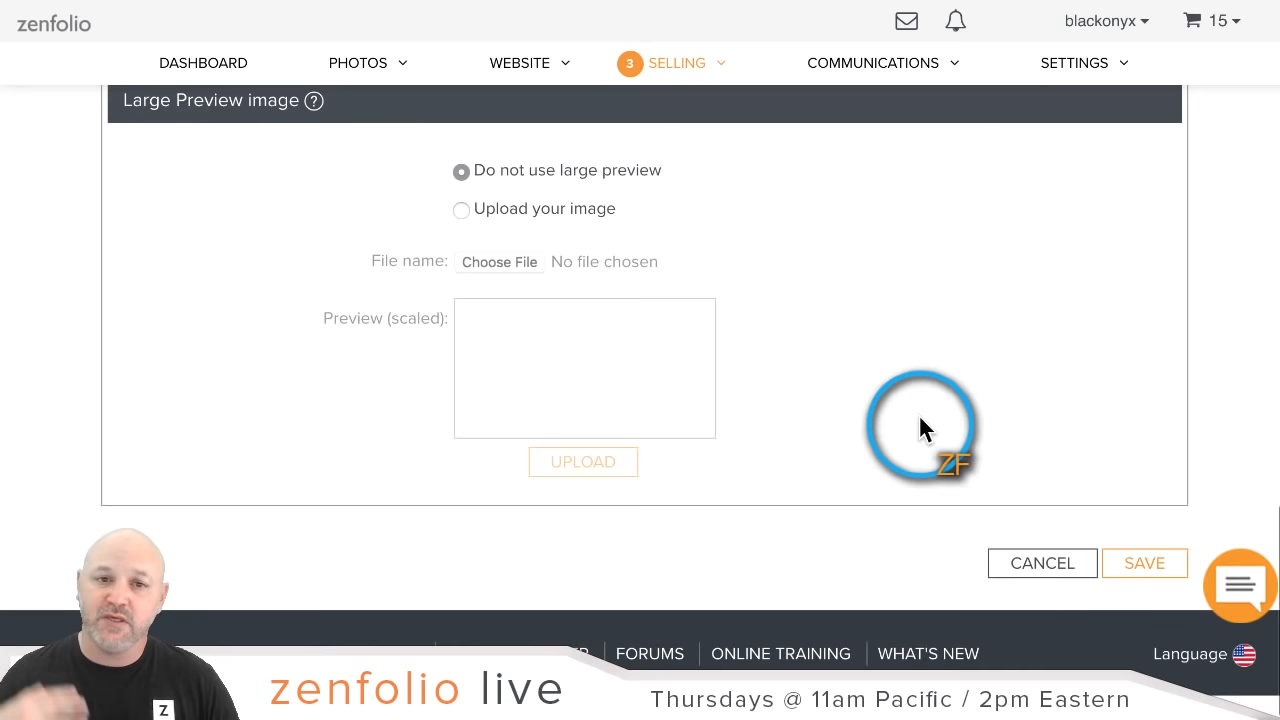 zenfolio
blackonyx
15
DASHBOARD
PHOTOS
WEBSITE
3 SELLING
COMMUNICATIONS
SETTINGS
Large Preview image ?
Do not use large preview
Upload your image
File name: Choose File No file chosen
Preview (scaled):
UPLOAD
ZF
CANCEL
SAVE
FORUMS
ONLINE TRAINING
WHAT'S NEW
Language
Z
zenfolio live
Thursdays @ 11am Pacific / 2pm Eastern